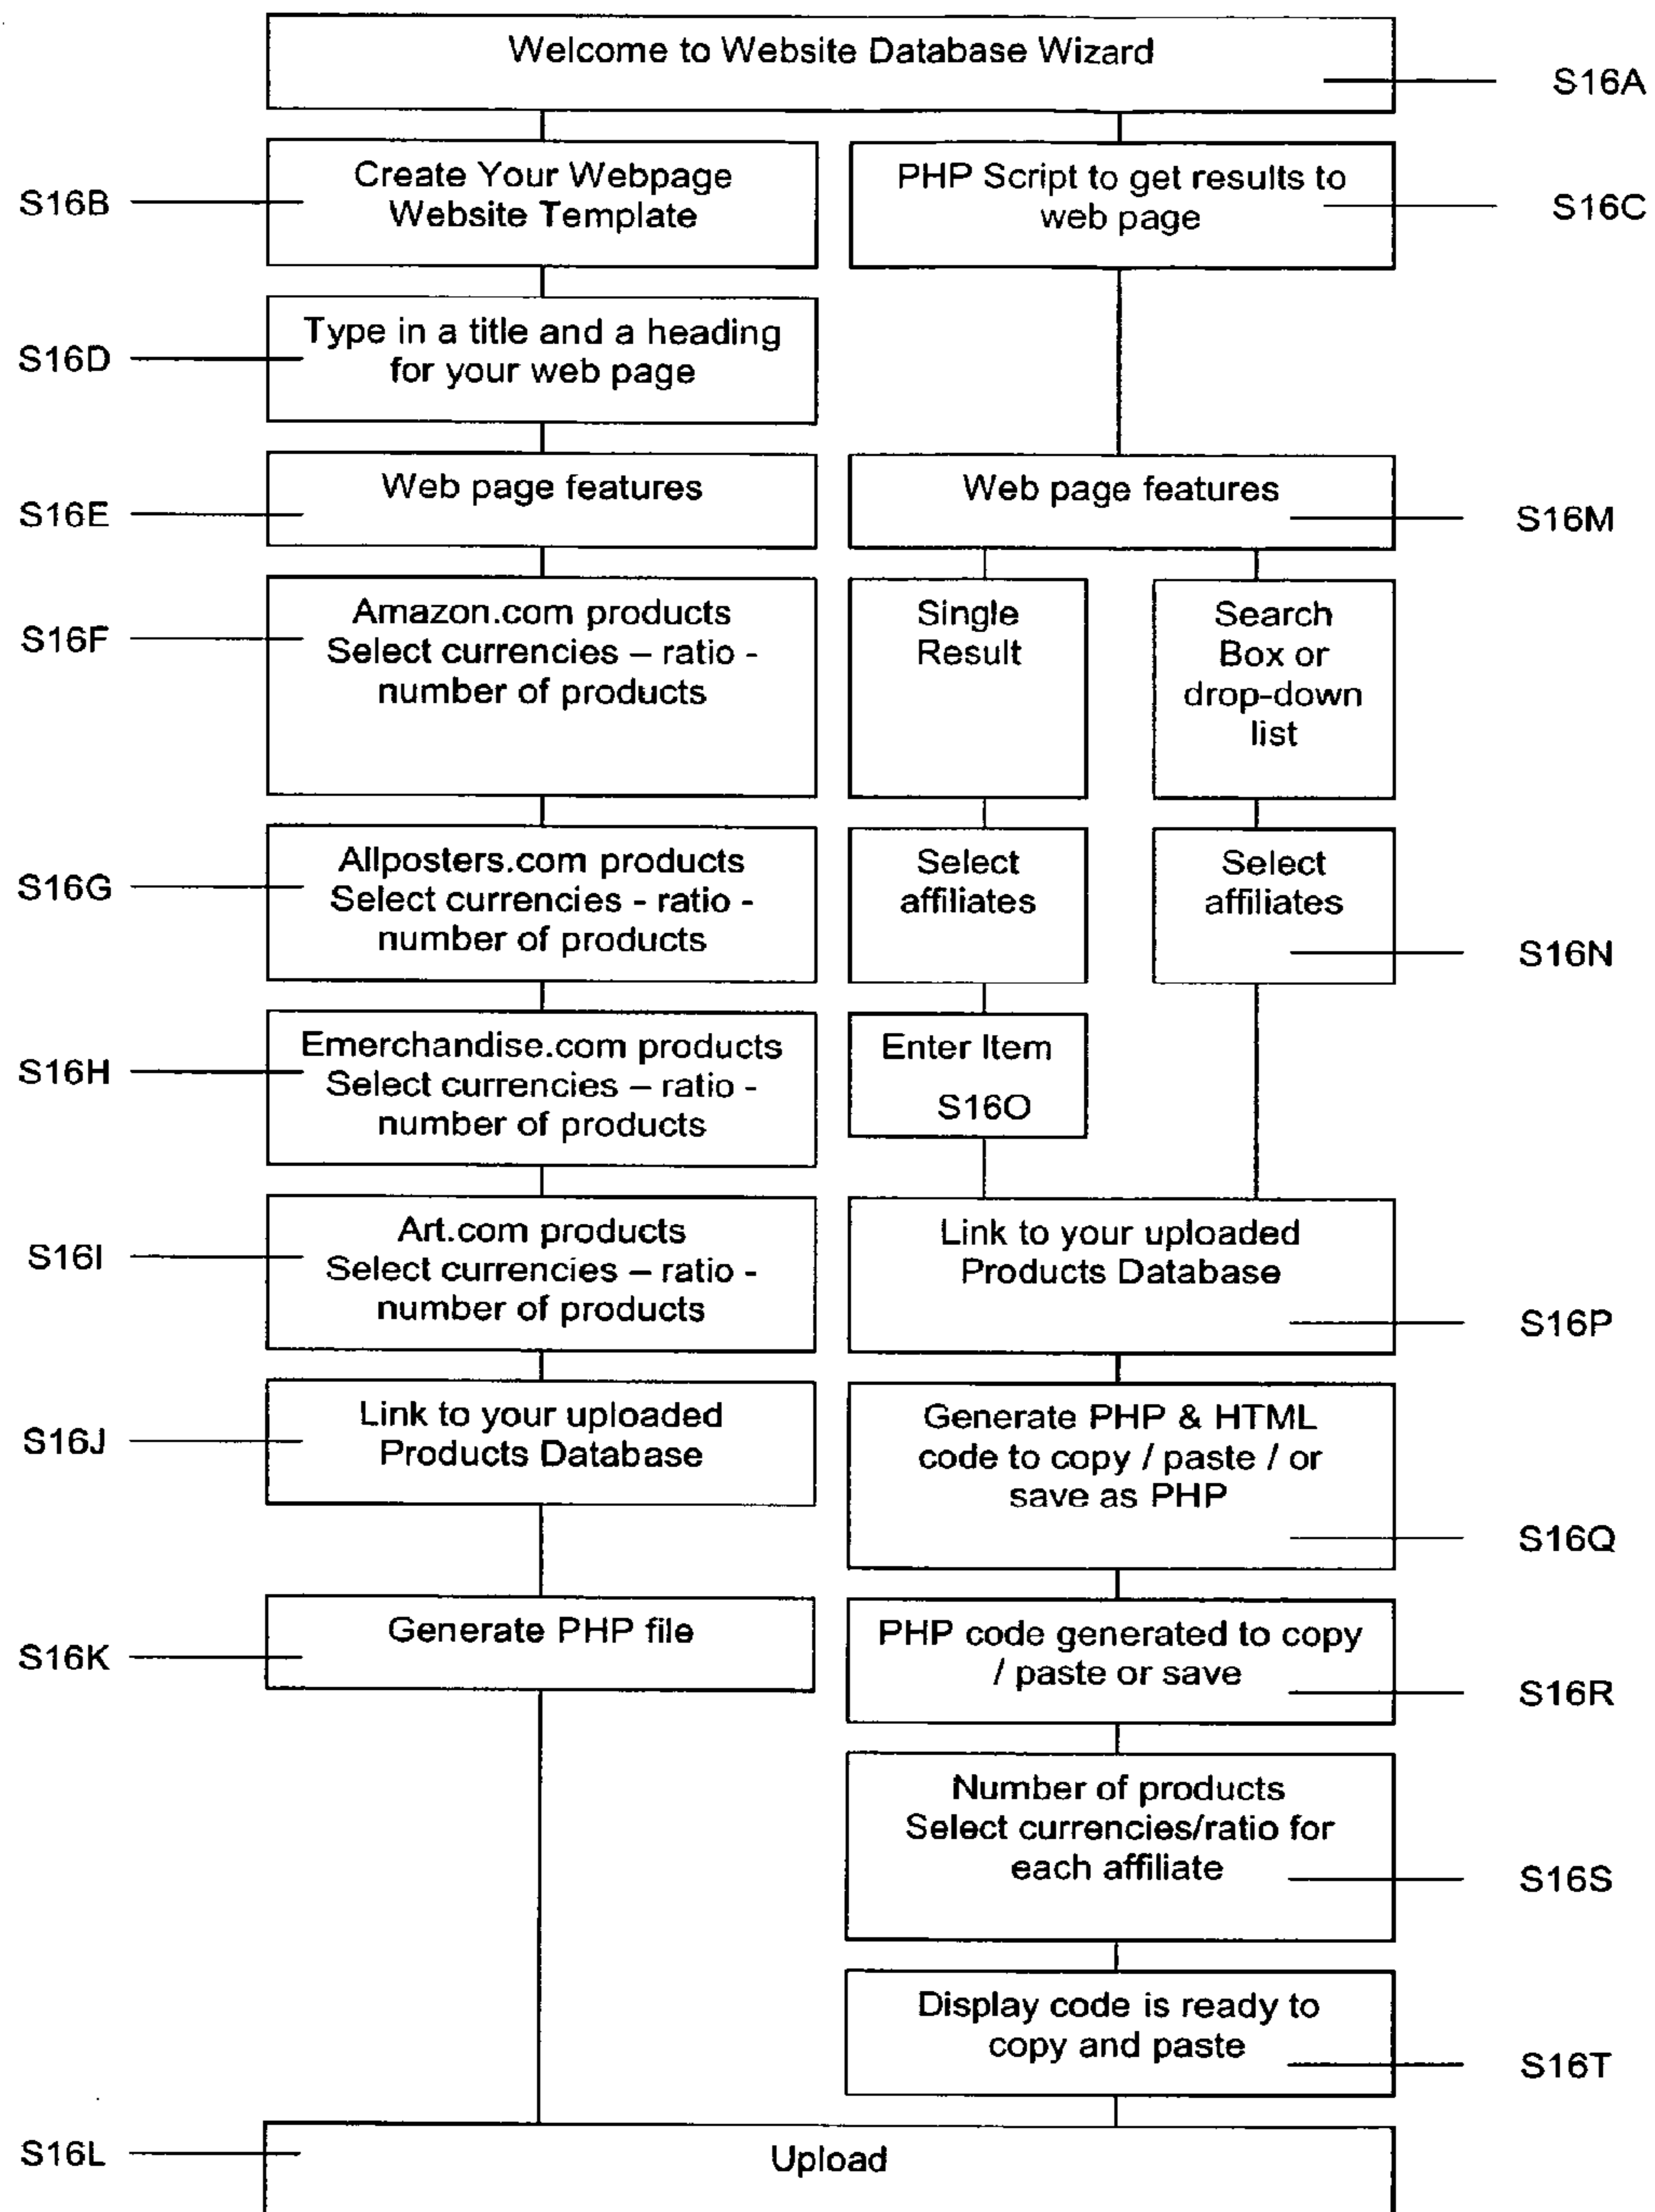 Welcome to Website Database Wizard
S16A
S16B
Create Your Webpage
Website Template
PHP Script to get results to
web page
S16C
S16D
Type in a title and a heading
for your web page
S16E
Web page features
Web page features
S16M
S16F
Amazon.com products
Select currencies – ratio -
number of products
Single
Result
Search
Box or
drop-down
list
S16G
Allposters.com products
Select currencies - ratio -
number of products
Select
affiliates
Select
affiliates
S16N
S16H
Emerchandise.com products
Select currencies – ratio -
number of products
Enter Item
S16O
S16I
Art.com products
Select currencies – ratio -
number of products
Link to your uploaded
Products Database
S16P
S16J
Link to your uploaded
Products Database
Generate PHP & HTML
code to copy / paste / or
save as PHP
S16Q
S16K
Generate PHP file
PHP code generated to copy
/ paste or save
S16R
Number of products
Select currencies/ratio for
each affiliate
S16S
Display code is ready to
copy and paste
S16T
S16L
Upload